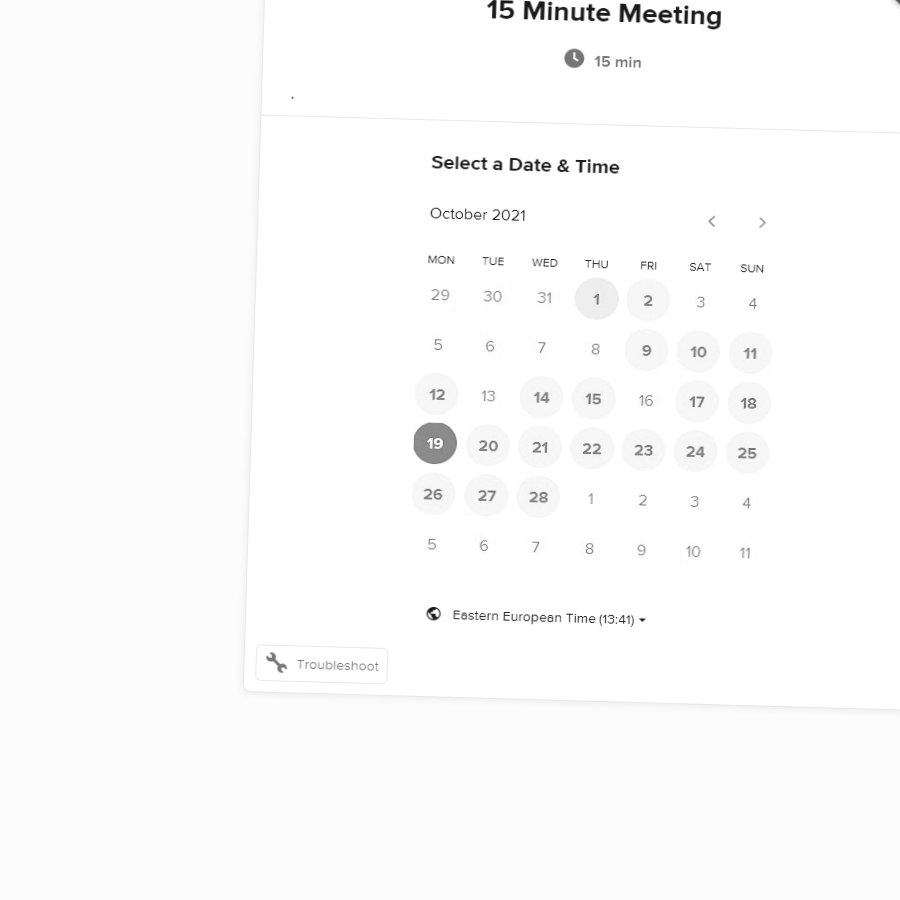 15 Minute Meeting
15 min
.
Select a Date & Time
October 2021
MON TUE WED THU FRI SAT SUN
29 30 31 1 2 3 4
5 6 7 8 9 10 11
12 13 14 15 16 17 18
19 20 21 22 23 24 25
26 27 28 1 2 3 4
5 6 7 8 9 10 11
Eastern European Time (13:41)
Troubleshoot